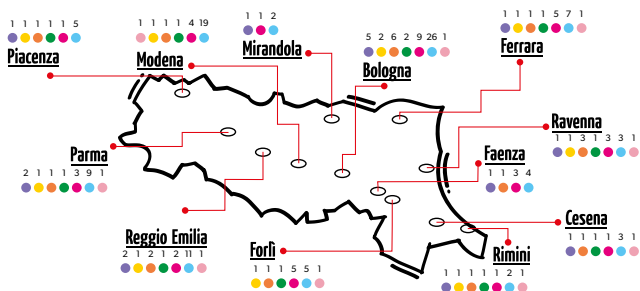 1 1 1 1 1 5
Piacenza
1 1 1 1 4 19
Modena
1 1 2
Mirandola
5 2 6 2 9 26 1
Bologna
1 1 1 1 5 7 1
Ferrara
Ravenna
1 1 3 1 3 3 1
Parma
2 1 1 1 3 9 1
Faenza
1 1 3 4
Cesena
1 1 1 1 3 1
Reggio Emilia
2 1 2 1 2 11 1
Forlì
1 1 1 5 5 1
Rimini
1 1 1 1 1 2 1